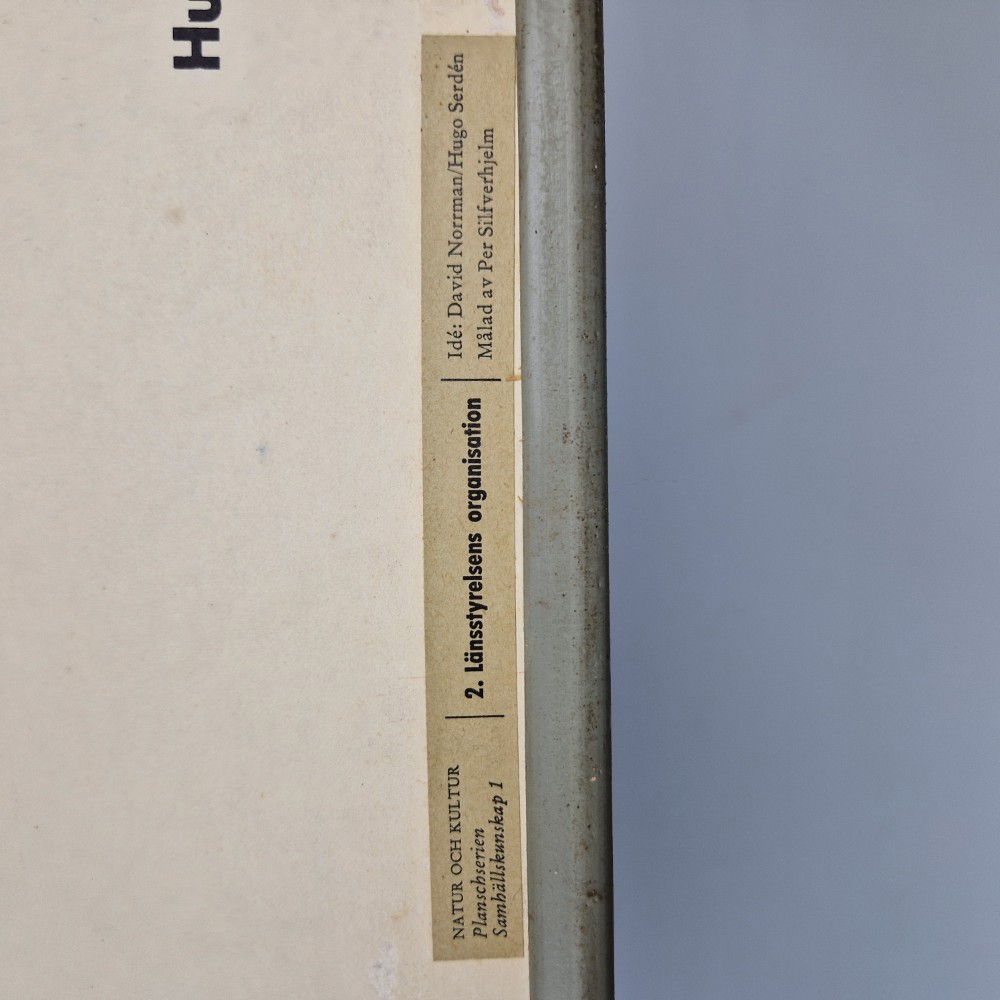 Hu
NATUR OCH KULTUR
Planschserien
Samhällskunskap 1
2. Länsstyrelsens organisation
Idé: David Norrman/Hugo Serdén
Målad av Per Silfverhjelm